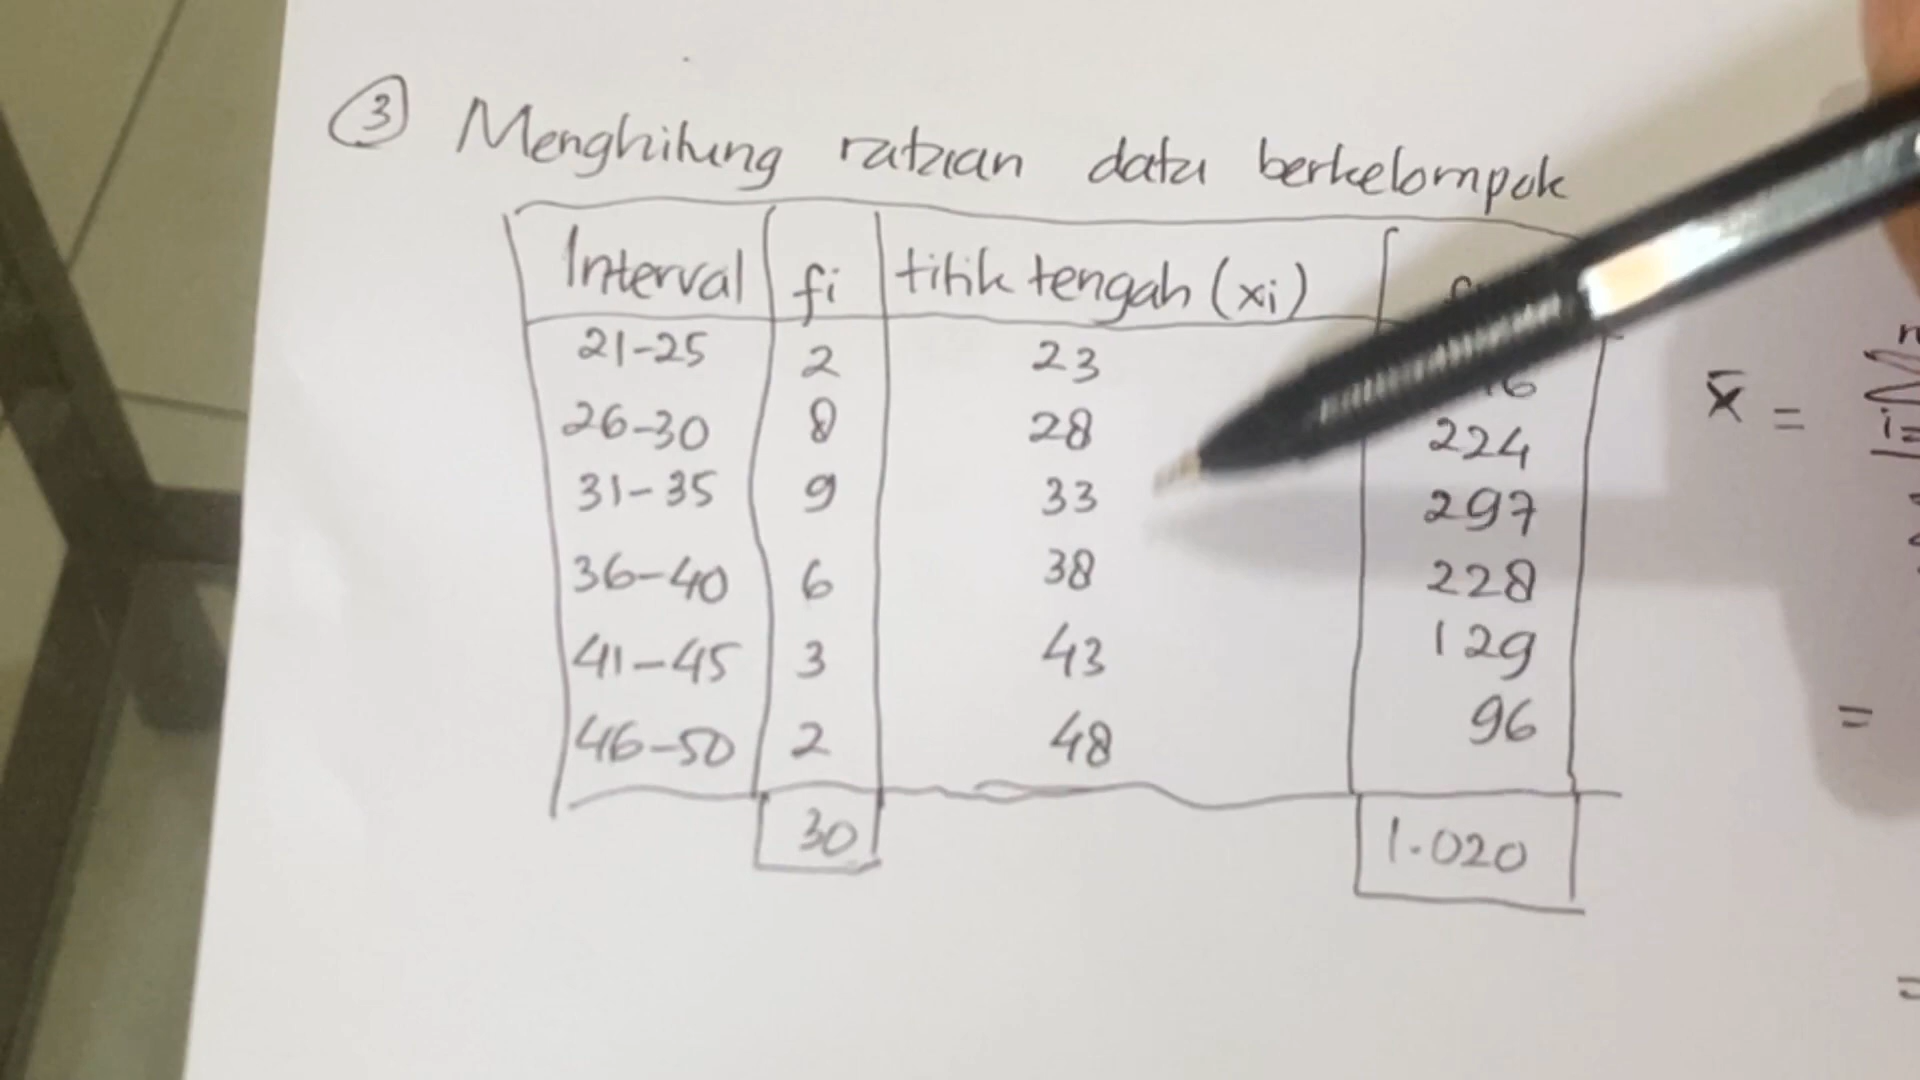 3 Menghitung ratzian data berkelompok
Interval fi titik tengah (xi)
21-25 2 23
26-30 8 28 224
31-35 9 33 297
36-40 6 38 228
41-45 3 43 129
46-50 2 48 96
30 1.020
x̄ =
i=
=
=